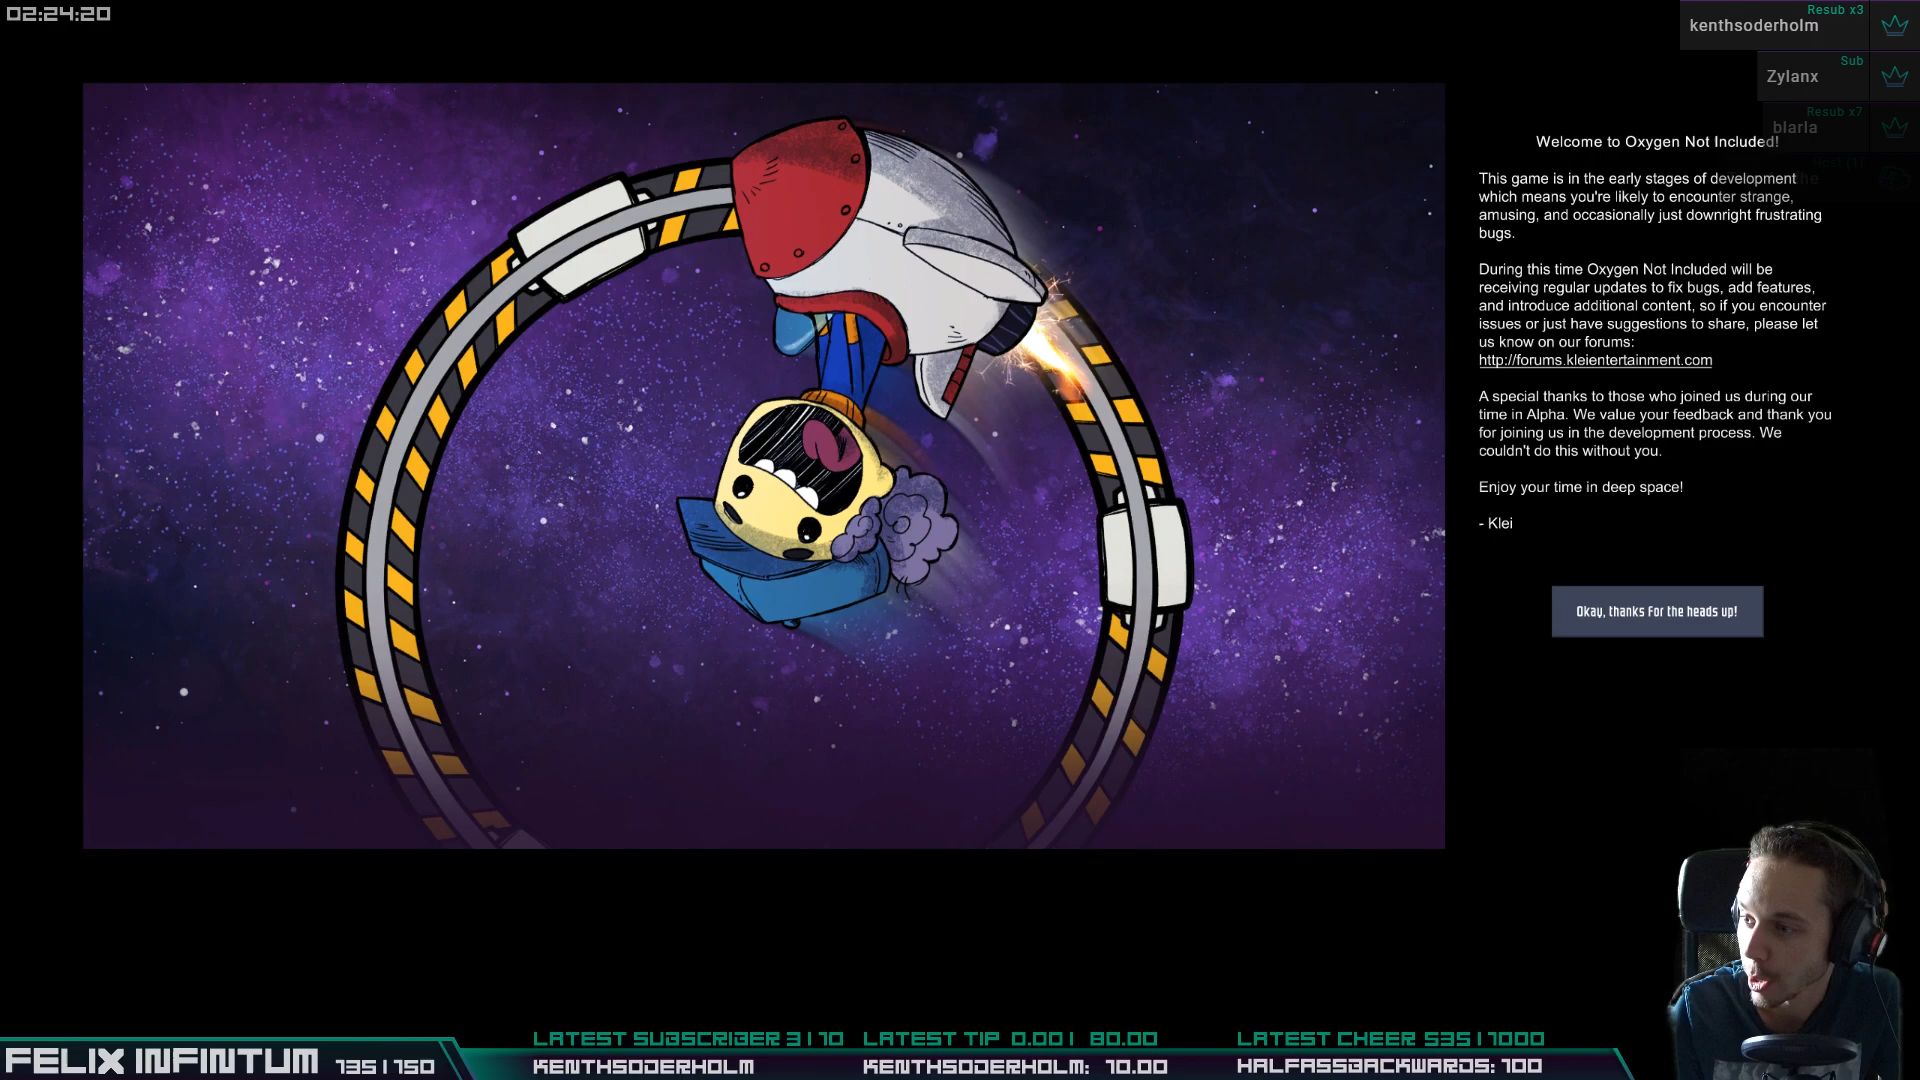 02:24:20
Resub x3
kenthsoderholm
Sub
Zylanx
Resub x7
blarla
Welcome to Oxygen Not Included!
This game is in the early stages of development
which means you're likely to encounter strange,
amusing, and occasionally just downright frustrating
bugs.
During this time Oxygen Not Included will be
receiving regular updates to fix bugs, add features,
and introduce additional content, so if you encounter
issues or just have suggestions to share, please let
us know on our forums:
http://forums.kleientertainment.com
A special thanks to those who joined us during our
time in Alpha. We value your feedback and thank you
for joining us in the development process. We
couldn't do this without you.
Enjoy your time in deep space!
- Klei
Okay, thanks for the heads up!
FELIX INFINTUM 135|150
LATEST SUBSCRIBER 3|10
KENTHSODERHOLM
LATEST TIP 0.00| 80.00
KENTHSODERHOLM: 10.00
LATEST CHEER 535|1000
HALFASSBACKWARDS: 100